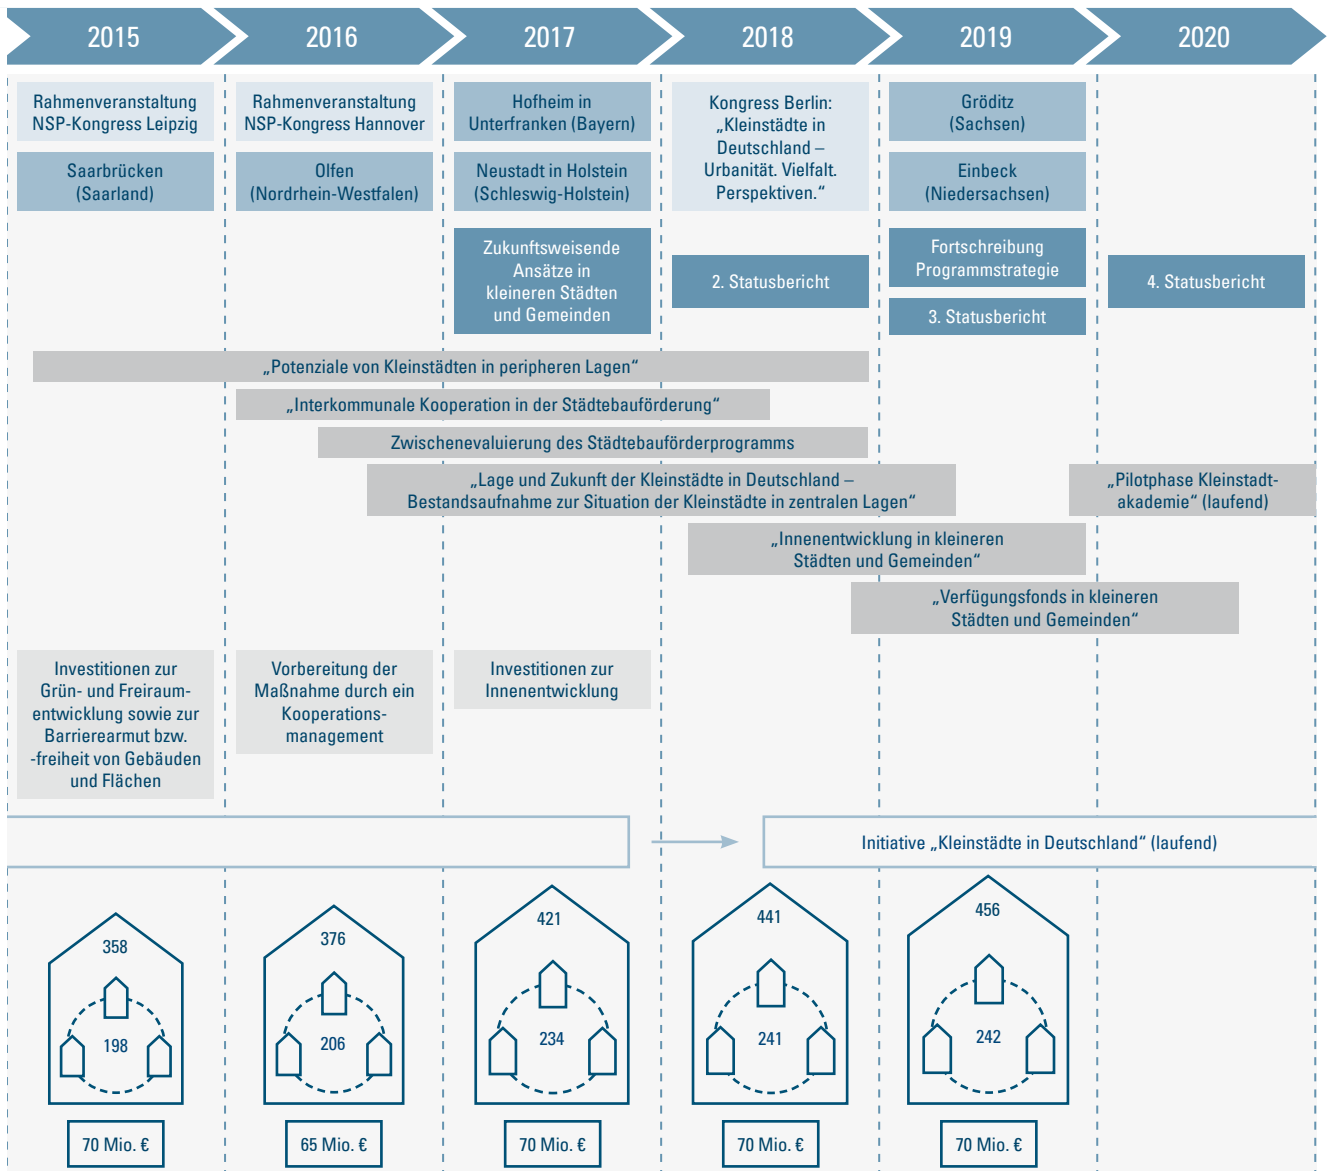 2015
2016
2017
2018
2019
2020
Rahmenveranstaltung
NSP-Kongress Leipzig
Saarbrücken
(Saarland)
Rahmenveranstaltung
NSP-Kongress Hannover
Olfen
(Nordrhein-Westfalen)
Hofheim in
Unterfranken (Bayern)
Neustadt in Holstein
(Schleswig-Holstein)
Zukunftsweisende
Ansätze in
kleineren Städten
und Gemeinden
Kongress Berlin:
„Kleinstädte in
Deutschland –
Urbanität. Vielfalt.
Perspektiven.“
2. Statusbericht
Gröditz
(Sachsen)
Einbeck
(Niedersachsen)
Fortschreibung
Programmstrategie
3. Statusbericht
4. Statusbericht
„Potenziale von Kleinstädten in peripheren Lagen“
„Interkommunale Kooperation in der Städtebauförderung“
Zwischenevaluierung des Städtebauförderprogramms
„Lage und Zukunft der Kleinstädte in Deutschland –
Bestandsaufnahme zur Situation der Kleinstädte in zentralen Lagen“
„Pilotphase Kleinstadt-
akademie“ (laufend)
„Innenentwicklung in kleineren
Städten und Gemeinden“
„Verfügungsfonds in kleineren
Städten und Gemeinden“
Investitionen zur
Grün- und Freiraum-
entwicklung sowie zur
Barrierearmut bzw.
-freiheit von Gebäuden
und Flächen
Vorbereitung der
Maßnahme durch ein
Kooperations-
management
Investitionen zur
Innenentwicklung
Initiative „Kleinstädte in Deutschland“ (laufend)
358
198
376
206
421
234
441
241
456
242
70 Mio. €
65 Mio. €
70 Mio. €
70 Mio. €
70 Mio. €